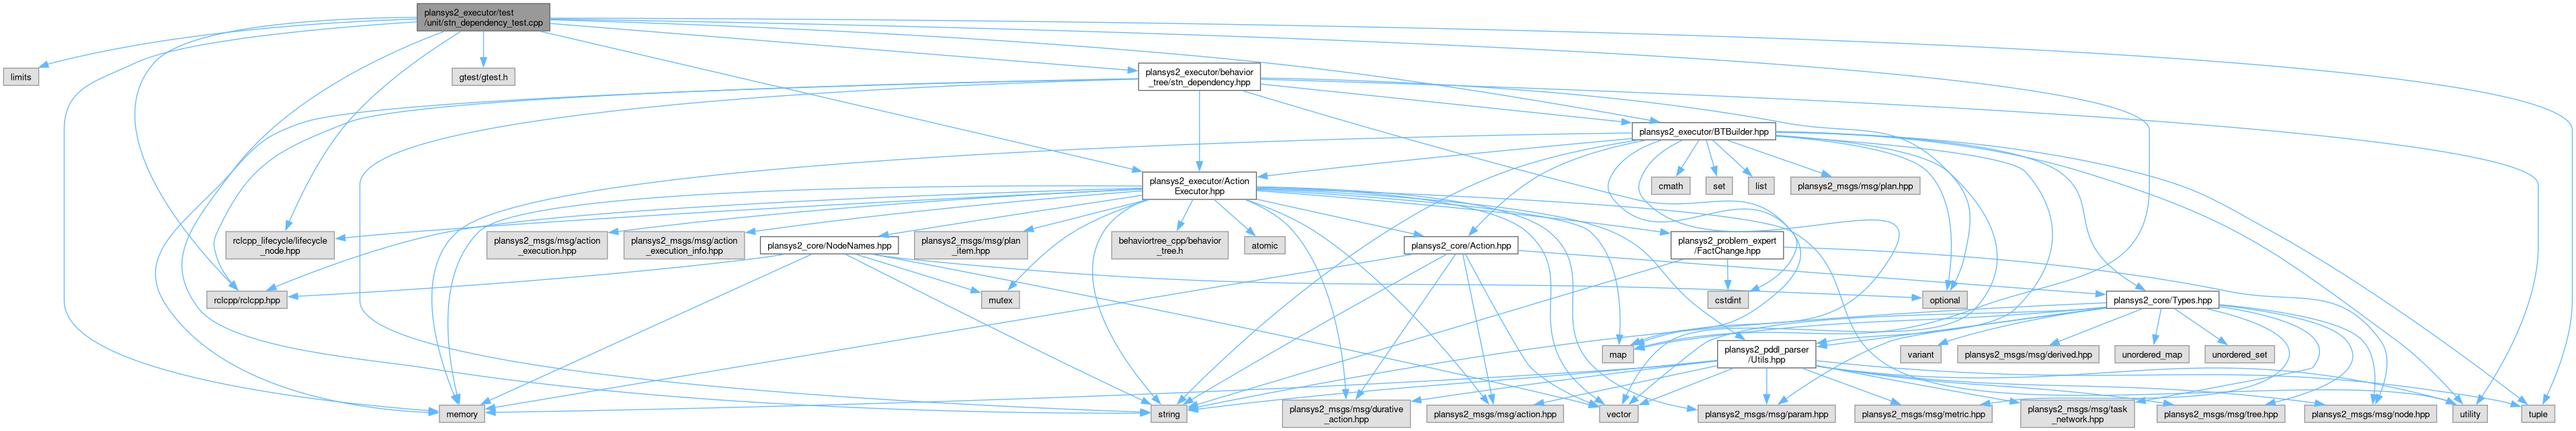 plansys2_executor/test
/unit/stn_dependency_test.cpp
limits
gtest/gtest.h
plansys2_executor/behavior
_tree/stn_dependency.hpp
plansys2_executor/BTBuilder.hpp
plansys2_executor/Action
Executor.hpp
cmath
set
list
plansys2_msgs/msg/plan.hpp
rclcpp_lifecycle/lifecycle
_node.hpp
plansys2_msgs/msg/action
_execution.hpp
plansys2_msgs/msg/action
_execution_info.hpp
plansys2_core/NodeNames.hpp
plansys2_msgs/msg/plan
_item.hpp
behaviortree_cpp/behavior
_tree.h
atomic
plansys2_core/Action.hpp
plansys2_problem_expert
/FactChange.hpp
rclcpp/rclcpp.hpp
mutex
cstdint
optional
plansys2_core/Types.hpp
map
plansys2_pddl_parser
/Utils.hpp
variant
plansys2_msgs/msg/derived.hpp
unordered_map
unordered_set
memory
string
plansys2_msgs/msg/durative
_action.hpp
plansys2_msgs/msg/action.hpp
vector
plansys2_msgs/msg/param.hpp
plansys2_msgs/msg/metric.hpp
plansys2_msgs/msg/task
_network.hpp
plansys2_msgs/msg/tree.hpp
plansys2_msgs/msg/node.hpp
utility
tuple